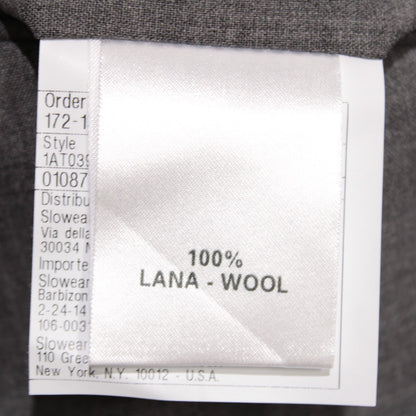 Order
172-1
Style
1AT039
01087
Distribu
Slowear
Via della
30034
Importe
Slowear
Barbizon
2-24-14
106-003
Slowear
110 Gree
New York, N.Y. 10012 - U.S.A.
100%
LANA - WOOL